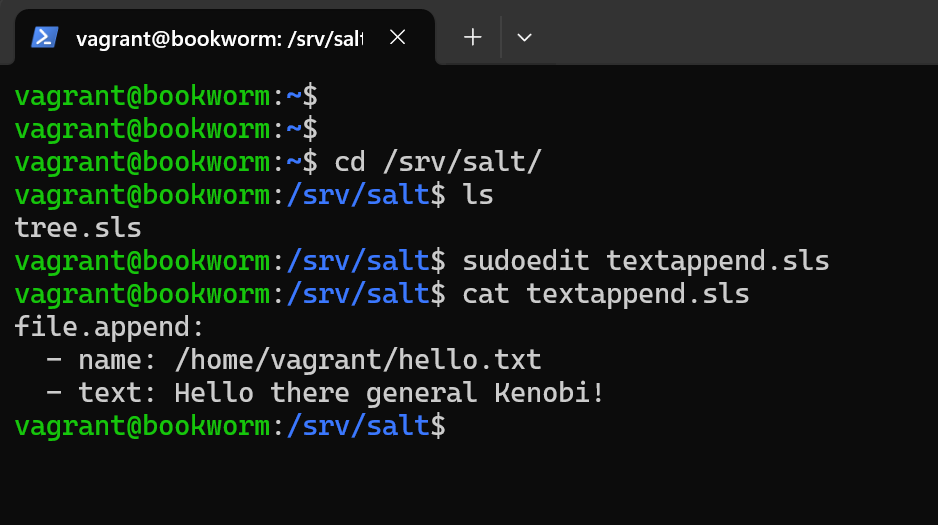 vagrant@bookworm: /srv/salt
vagrant@bookworm:~$
vagrant@bookworm:~$
vagrant@bookworm:~$ cd /srv/salt/
vagrant@bookworm:/srv/salt$ ls
tree.sls
vagrant@bookworm:/srv/salt$ sudoedit textappend.sls
vagrant@bookworm:/srv/salt$ cat textappend.sls
file.append:
  - name: /home/vagrant/hello.txt
  - text: Hello there general Kenobi!
vagrant@bookworm:/srv/salt$